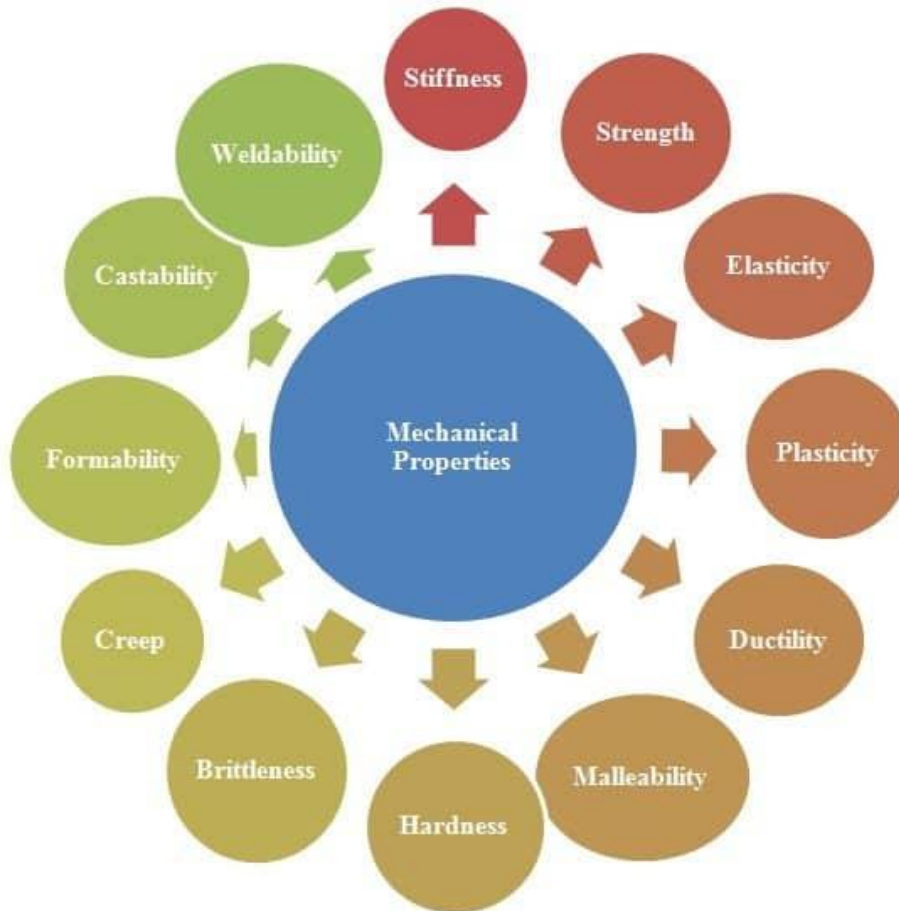 Stiffness
Strength
Elasticity
Plasticity
Ductility
Malleability
Hardness
Brittleness
Creep
Formability
Castability
Weldability
Mechanical
Properties